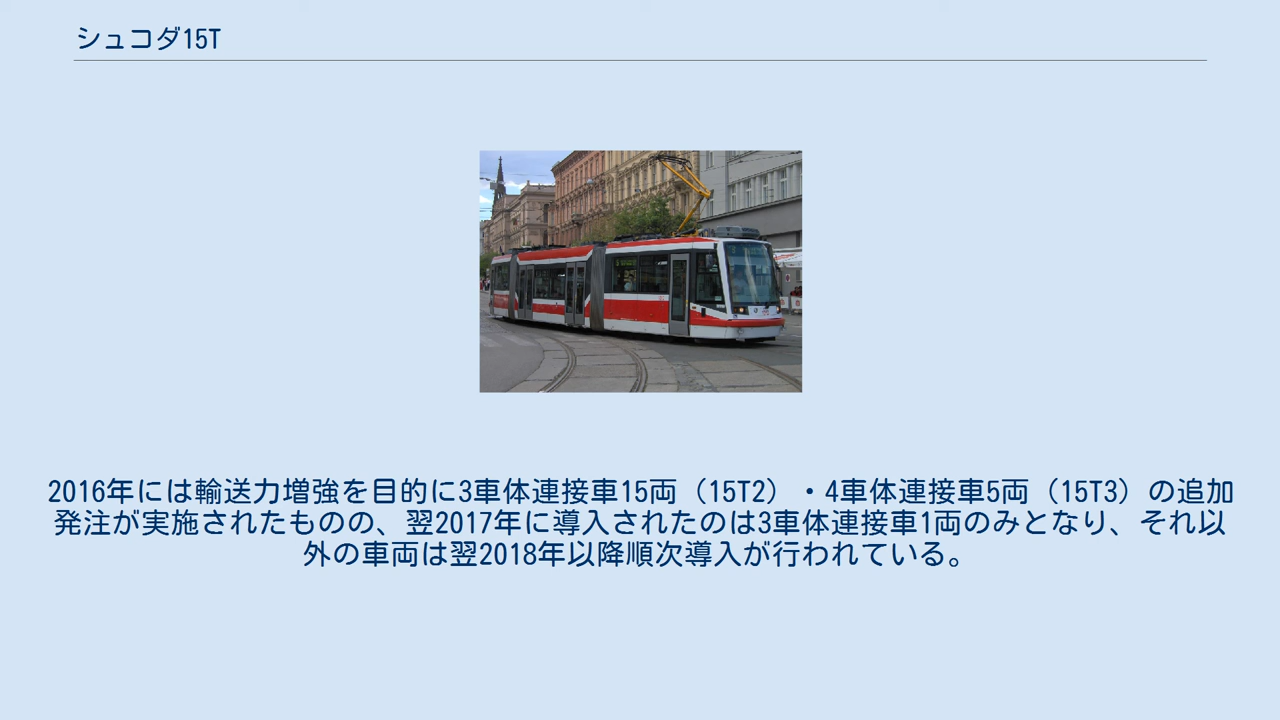 シュコダ15T
2016年には輸送力増強を目的に3車体連接車15両（15T2）・4車体連接車5両（15T3）の追加
発注が実施されたものの、翌2017年に導入されたのは3車体連接車1両のみとなり、それ以
外の車両は翌2018年以降順次導入が行われている。